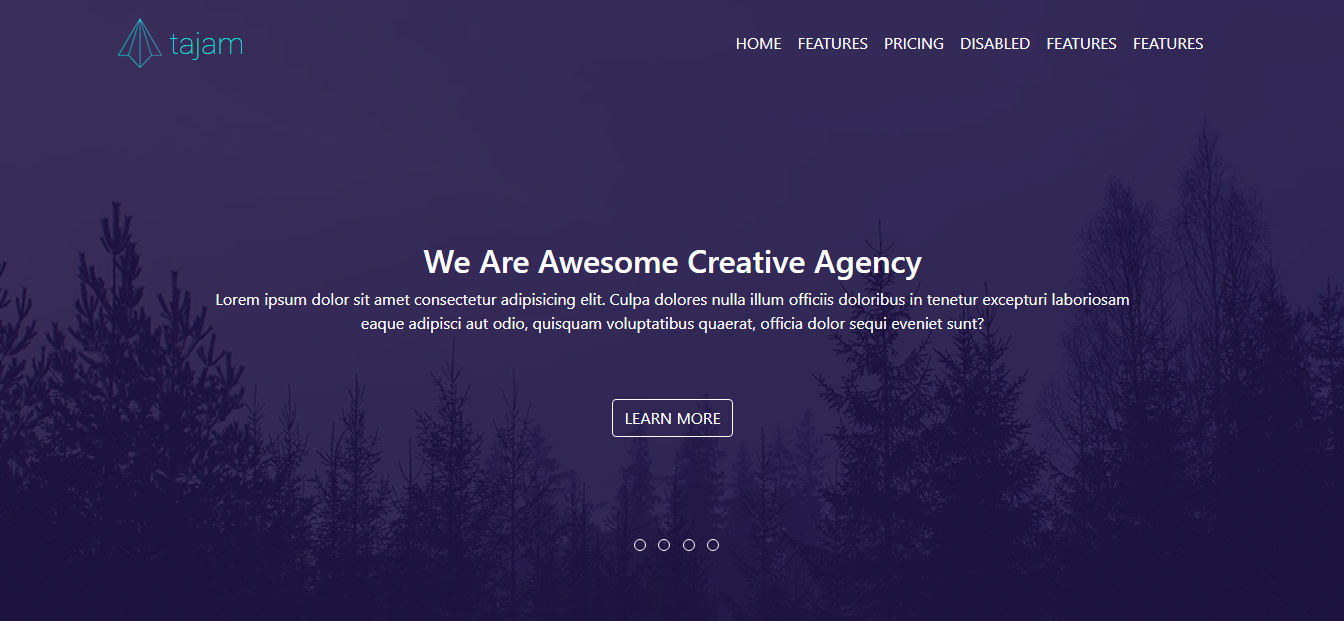 tajam
HOME FEATURES PRICING DISABLED FEATURES FEATURES
We Are Awesome Creative Agency
Lorem ipsum dolor sit amet consectetur adipisicing elit. Culpa dolores nulla illum officiis doloribus in tenetur excepturi laboriosam
eaque adipisci aut odio, quisquam voluptatibus quaerat, officia dolor sequi eveniet sunt?
LEARN MORE